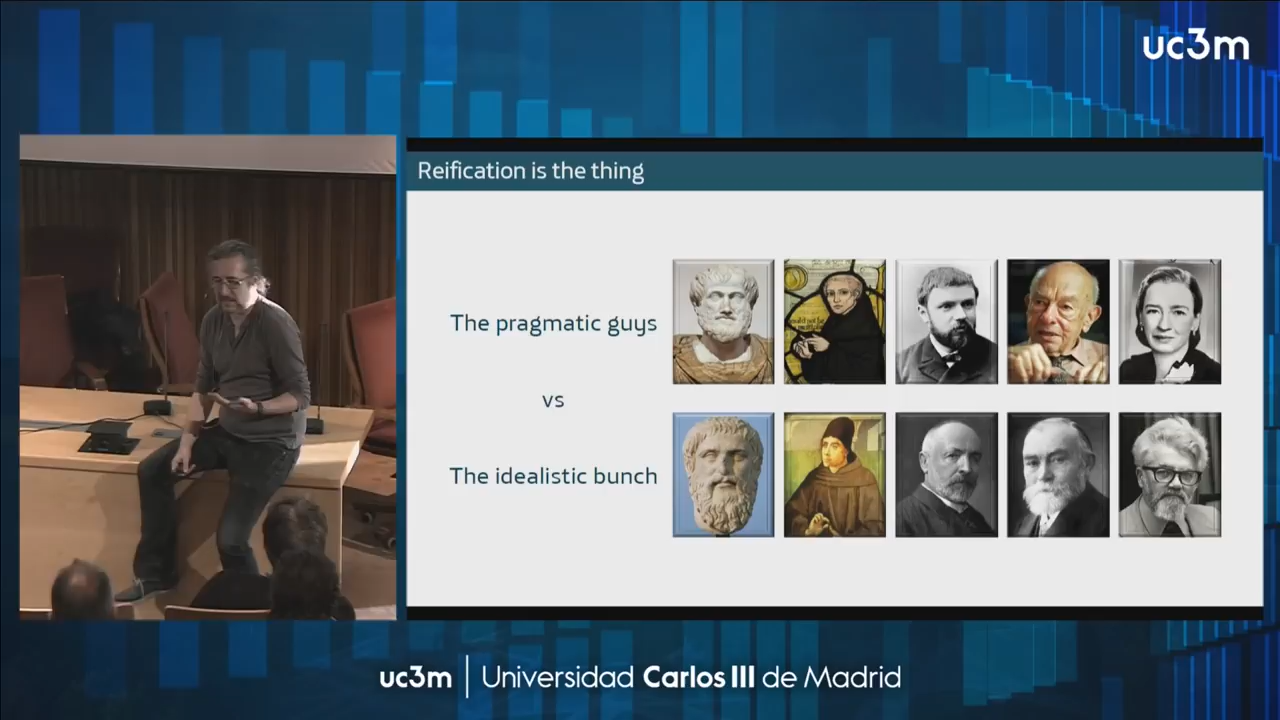 uc3m
Reification is the thing
The pragmatic guys
vs
The idealistic bunch
uc3m | Universidad Carlos III de Madrid